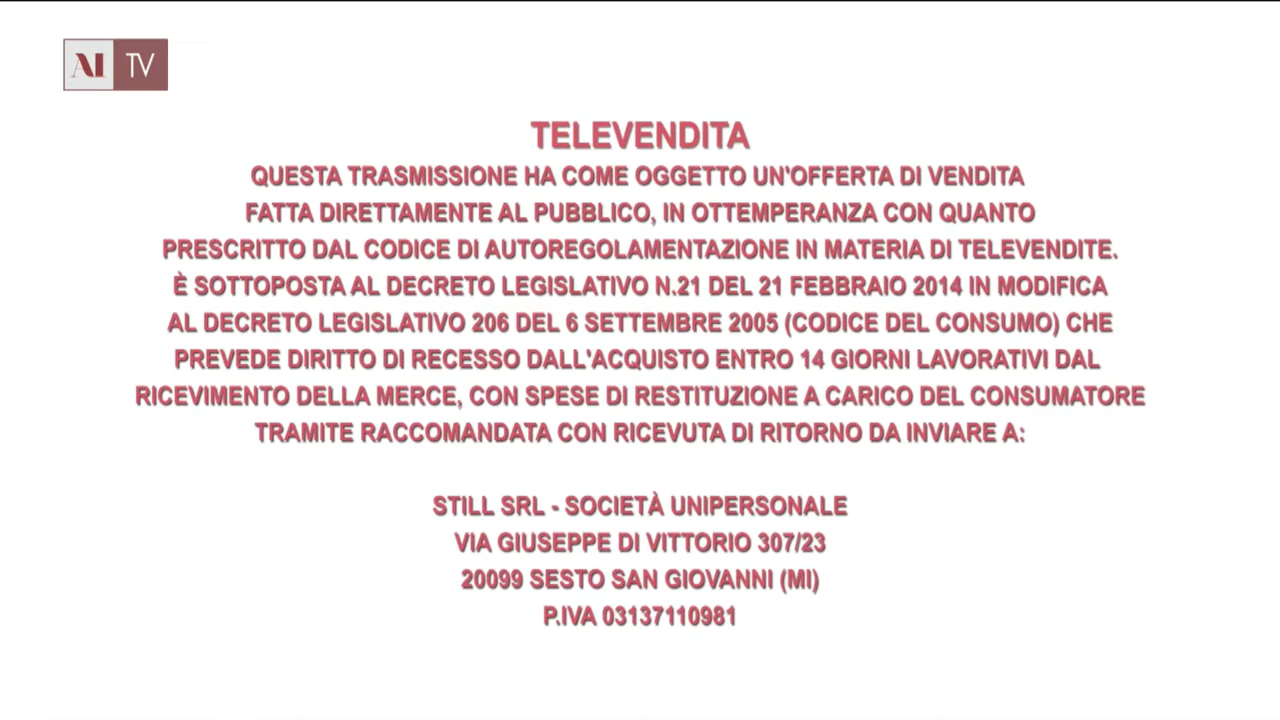 AI TV
TELEVENDITA
QUESTA TRASMISSIONE HA COME OGGETTO UN'OFFERTA DI VENDITA
FATTA DIRETTAMENTE AL PUBBLICO, IN OTTEMPERANZA CON QUANTO
PRESCRITTO DAL CODICE DI AUTOREGOLAMENTAZIONE IN MATERIA DI TELEVENDITE.
È SOTTOPOSTA AL DECRETO LEGISLATIVO N.21 DEL 21 FEBBRAIO 2014 IN MODIFICA
AL DECRETO LEGISLATIVO 206 DEL 6 SETTEMBRE 2005 (CODICE DEL CONSUMO) CHE
PREVEDE DIRITTO DI RECESSO DALL'ACQUISTO ENTRO 14 GIORNI LAVORATIVI DAL
RICEVIMENTO DELLA MERCE, CON SPESE DI RESTITUZIONE A CARICO DEL CONSUMATORE
TRAMITE RACCOMANDATA CON RICEVUTA DI RITORNO DA INVIARE A:
STILL SRL - SOCIETÀ UNIPERSONALE
VIA GIUSEPPE DI VITTORIO 307/23
20099 SESTO SAN GIOVANNI (MI)
P.IVA 03137110981